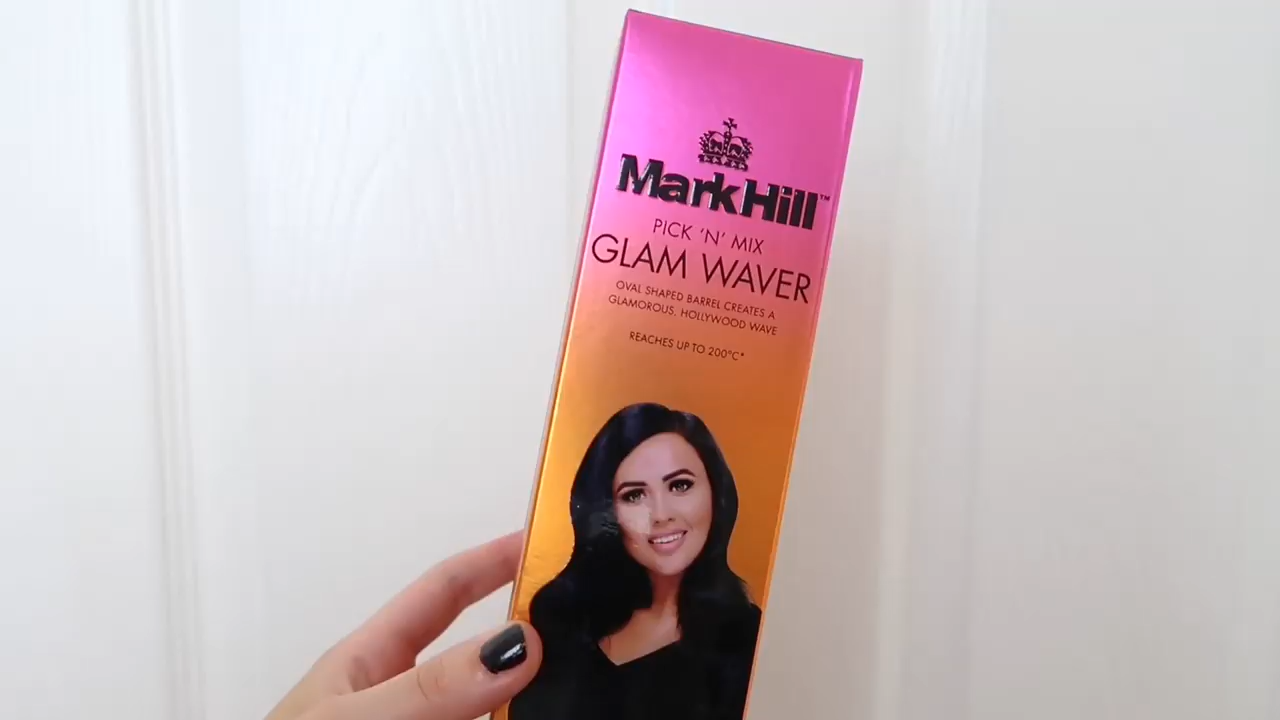 MarkHill™
PICK 'N' MIX
GLAM WAVER
OVAL SHAPED BARREL CREATES A
GLAMOROUS, HOLLYWOOD WAVE
REACHES UP TO 200°C*